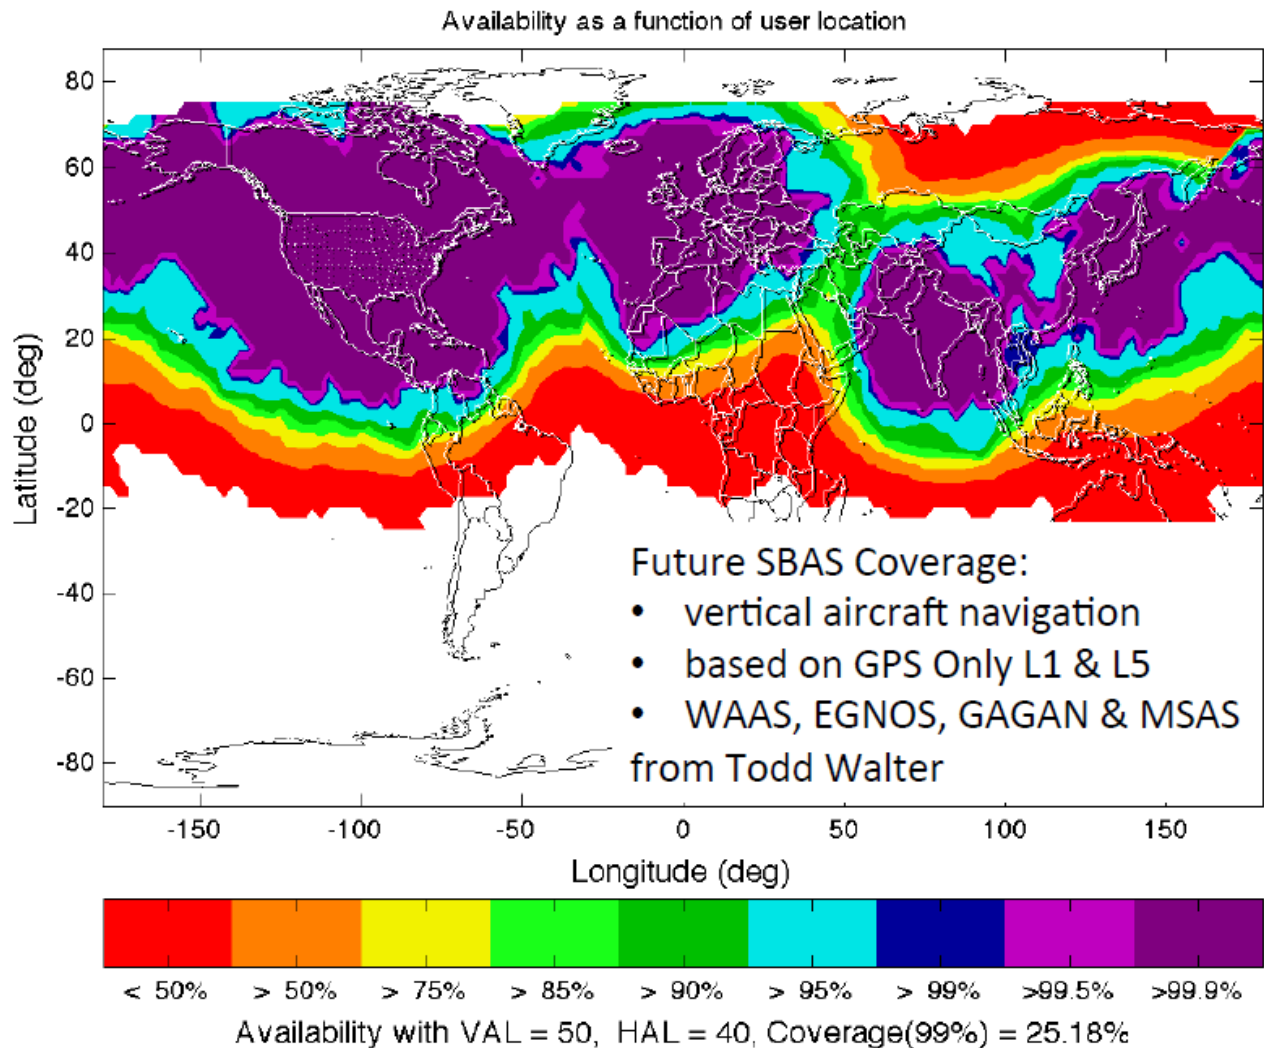 Availability as a function of user location
80
60
40
20
0
-20
-40
-60
-80
Latitude (deg)
Future SBAS Coverage:
• vertical aircraft navigation
• based on GPS Only L1 & L5
• WAAS, EGNOS, GAGAN & MSAS
from Todd Walter
-150 -100 -50 0 50 100 150
Longitude (deg)
< 50% > 50% > 75% > 85% > 90% > 95% > 99% >99.5% >99.9%
Availability with VAL = 50, HAL = 40, Coverage(99%) = 25.18%